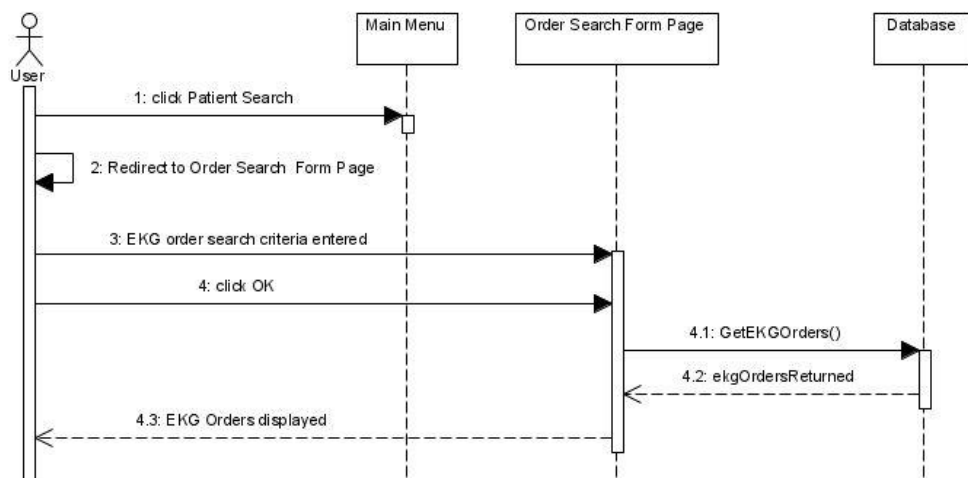 Main Menu
Order Search Form Page
Database
User
1: click Patient Search
2: Redirect to Order Search Form Page
3: EKG order search criteria entered
4: click OK
4.1: GetEKGOrders()
4.2: ekgOrdersReturned
4.3: EKG Orders displayed